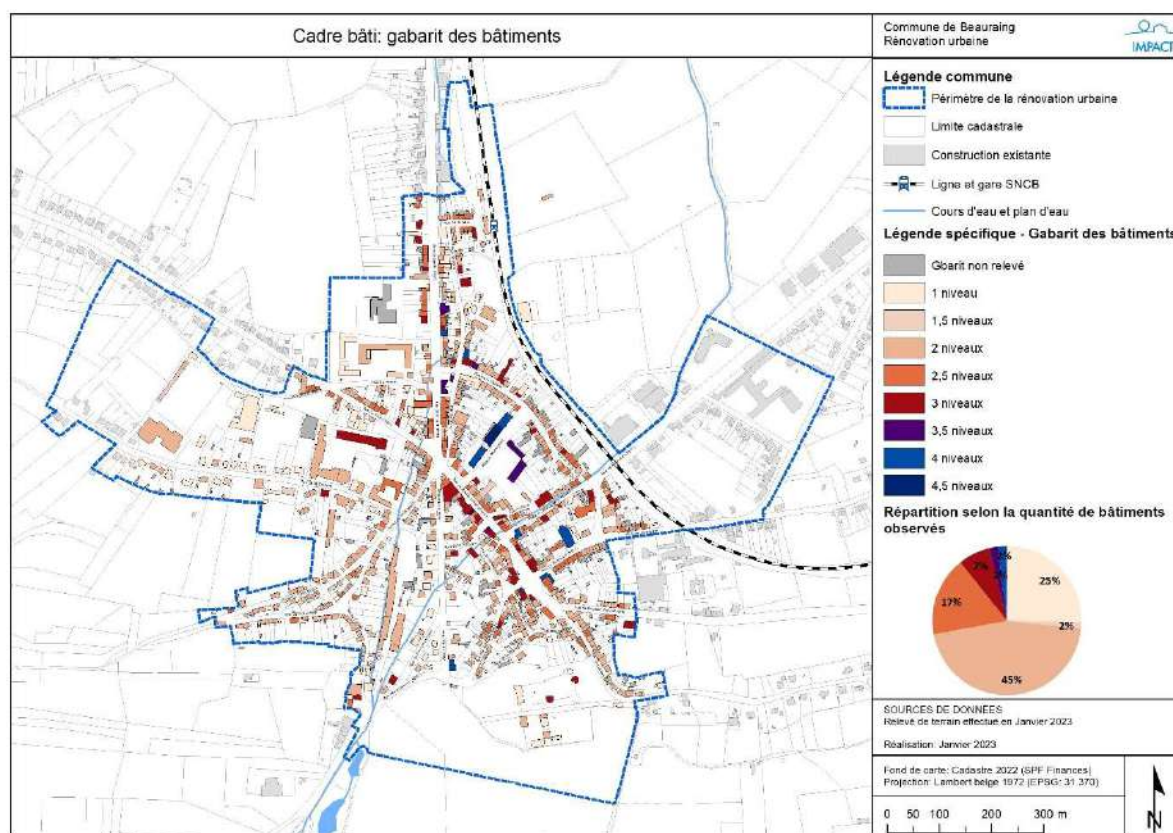 Cadre bâti: gabarit des bâtiments
Commune de Beauraing
Rénovation urbaine
IMPACT
Légende commune
Périmètre de la rénovation urbaine
Limite cadastrale
Construction existante
Ligne et gare SNCB
Cours d'eau et plan d'eau
Légende spécifique - Gabarit des bâtiments
Gbarit non relevé
1 niveau
1,5 niveaux
2 niveaux
2,5 niveaux
3 niveaux
3,5 niveaux
4 niveaux
4,5 niveaux
Répartition selon la quantité de bâtiments
observés
25%
2%
45%
17%
7%
2%
SOURCES DE DONNEES
Relevé de terrain effectué en Janvier 2023
Réalisation: Janvier 2023
Fond de carte: Cadastre 2022 (SPF Finances)
Projection: Lambert belge 1972 (EPSG: 31 370)
0 50 100 200 300 m
N